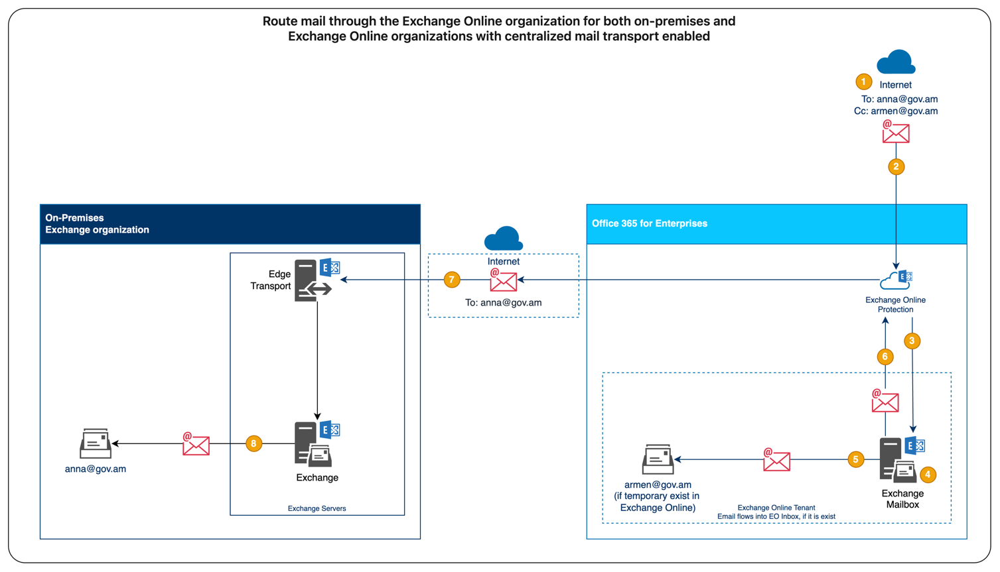 Route mail through the Exchange Online organization for both on-premises and
Exchange Online organizations with centralized mail transport enabled
1
Internet
To: anna@gov.am
Cc: armen@gov.am
@
2
On-Premises
Exchange organization
Office 365 for Enterprises
Internet
Edge
Transport
E
7
@
To: anna@gov.am
E
Exchange Online
Protection
3
6
@
8
@
anna@gov.am
E
Exchange
Exchange Servers
5
@
E
4
armen@gov.am
(if temporary exist in
Exchange Online)
Exchange
Mailbox
Exchange Online Tenant
Email flows into EO Inbox, if it is exist